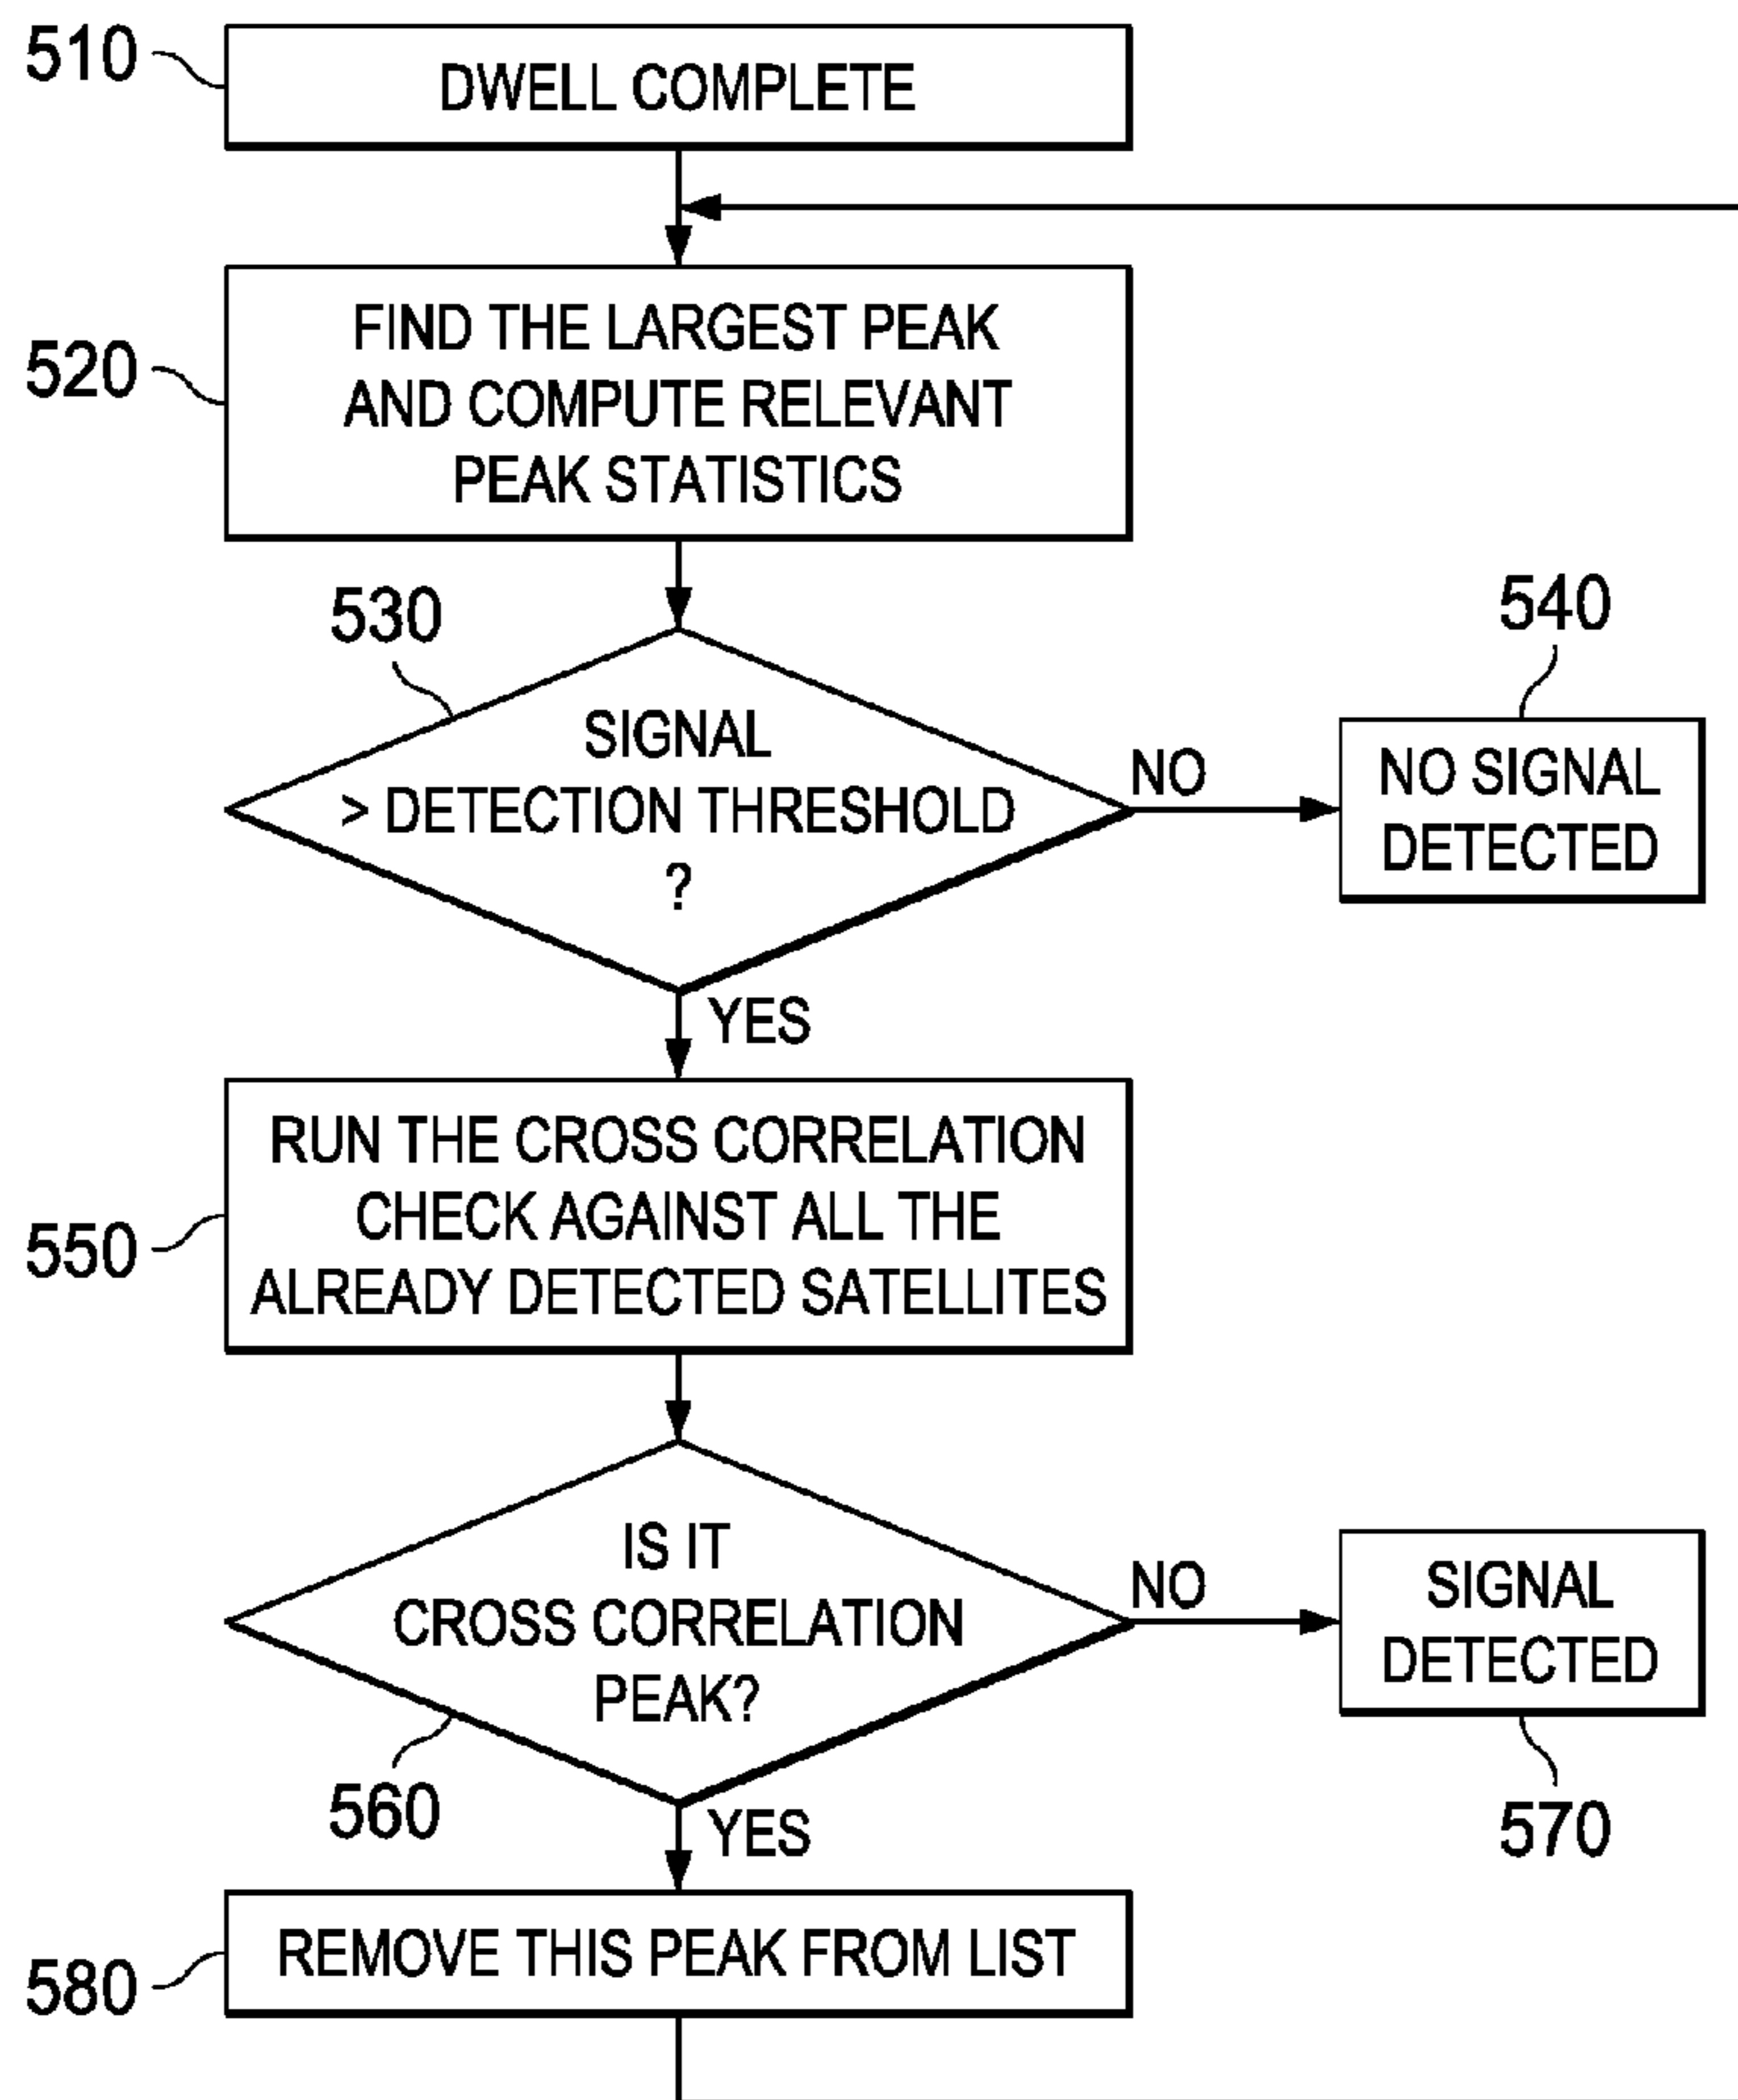 510
DWELL COMPLETE
520
FIND THE LARGEST PEAK
AND COMPUTE RELEVANT
PEAK STATISTICS
530
SIGNAL
> DETECTION THRESHOLD
?
NO
540
NO SIGNAL
DETECTED
YES
550
RUN THE CROSS CORRELATION
CHECK AGAINST ALL THE
ALREADY DETECTED SATELLITES
IS IT
CROSS CORRELATION
PEAK?
560
NO
SIGNAL
DETECTED
570
YES
580
REMOVE THIS PEAK FROM LIST